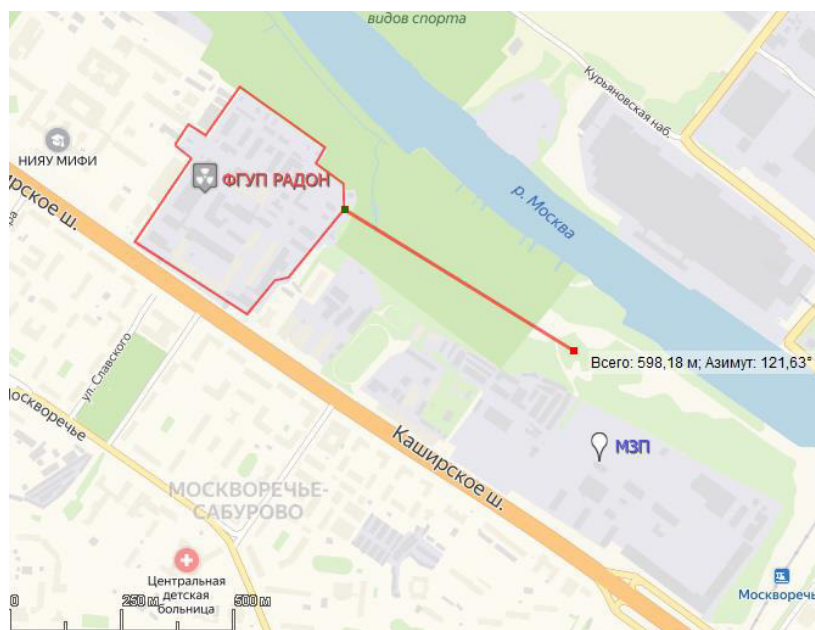 видов спорта
Курьяновская наб.
НИЯУ МИФИ
ФГУП РАДОН
р. Москва
ирское ш.
Всего: 598,18 м; Азимут: 121,63°
ул. Славского
Москворечье
Каширское ш.
МЗП
МОСКВОРЕЧЬЕ-
САБУРОВО
Центральная
детская
больница
Москворечь
0
250 м
500 м